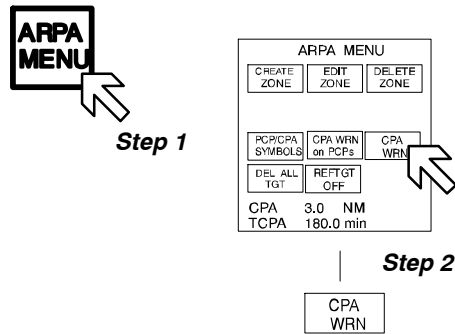 ARPA
MENU
Step 1
ARPA MENU
CREATE
ZONE
EDIT
ZONE
DELETE
ZONE
PCP/CPA
SYMBOLS
CPA WRN
on PCPs
CPA
WRN
DEL ALL
TGT
REFTGT
OFF
CPA 3.0 NM
TCPA 180.0 min
Step 2
CPA
WRN